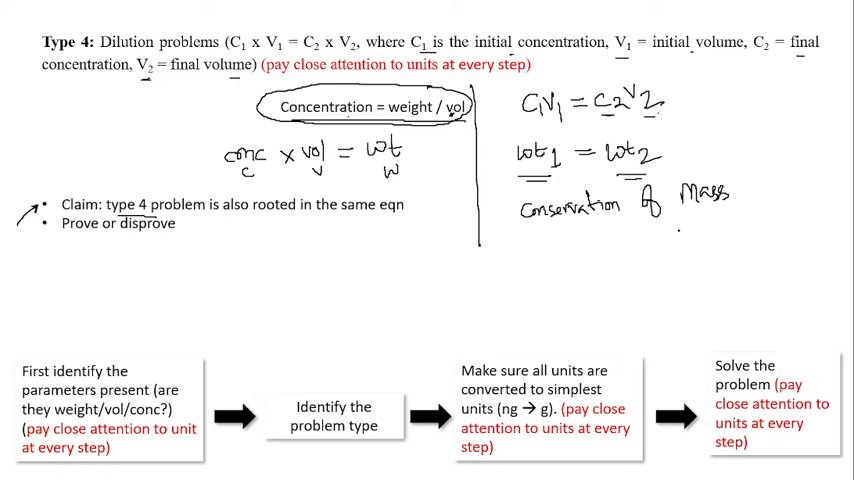 Type 4: Dilution problems (C₁ x V₁ = C₂ x V₂, where C₁ is the initial concentration, V₁ = initial volume, C₂ = final
concentration, V₂ = final volume) (pay close attention to units at every step)
Concentration = weight / vol
conc x vol = wt
C V W
• Claim: type 4 problem is also rooted in the same eqn
• Prove or disprove
C₁V₁ = C2V2
wt1 = wt2
Conservation of Mass
First identify the
parameters present (are
they weight/vol/conc?)
(pay close attention to unit
at every step)
Identify the
problem type
Make sure all units are
converted to simplest
units (ng → g). (pay close
attention to units at every
step)
Solve the
problem (pay
close attention to
units at every
step)